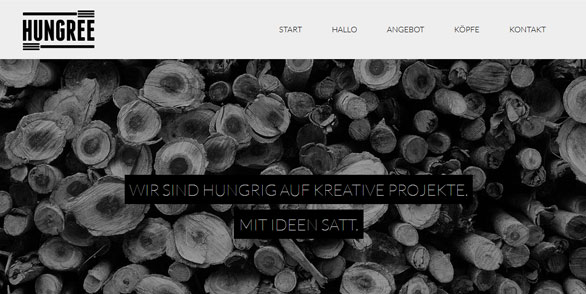 HUNGREE
START HALLO ANGEBOT KÖPFE KONTAKT
WIR SIND HUNGRIG AUF KREATIVE PROJEKTE.
MIT IDEEN SATT.